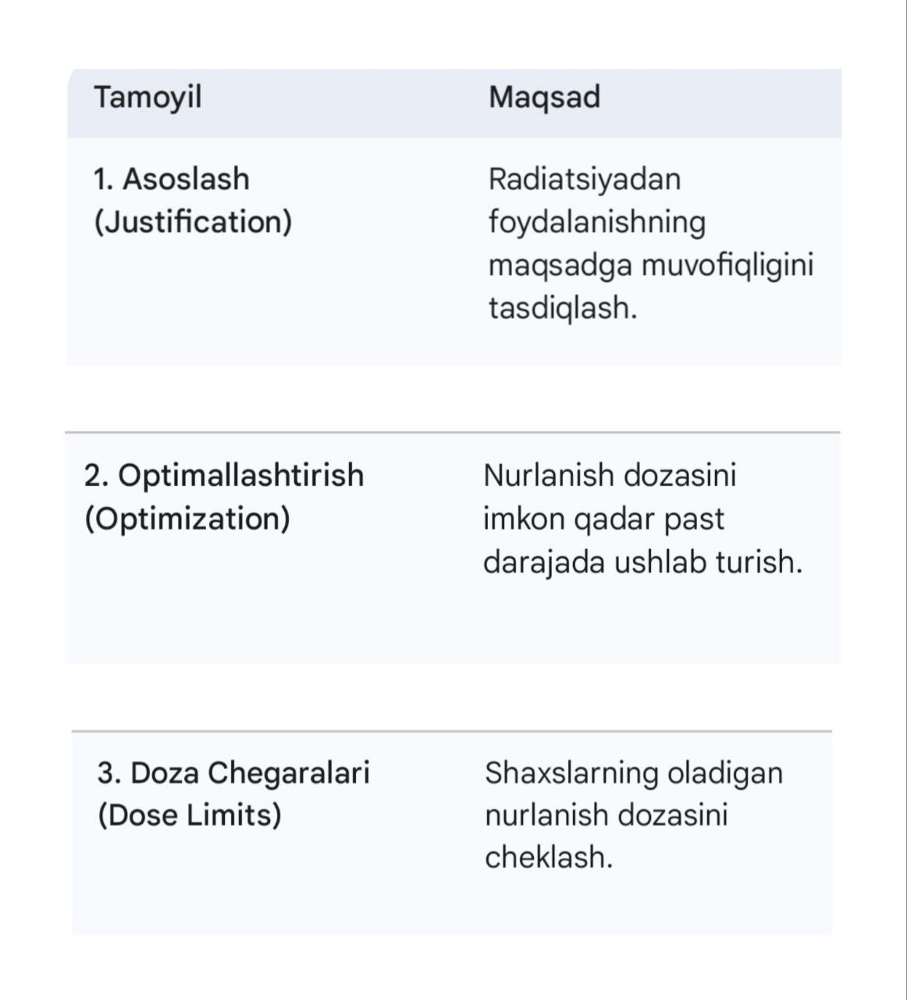 Tamoyil
Maqsad
1. Asoslash
(Justification)
Radiatsiyadan
foydalanishning
maqsadga muvofiqligini
tasdiqlash.
2. Optimallashtirish
(Optimization)
Nurlanish dozasini
imkon qadar past
darajada ushlab turish.
3. Doza Chegaralari
(Dose Limits)
Shaxslarning oladigan
nurlanish dozasini
cheklash.